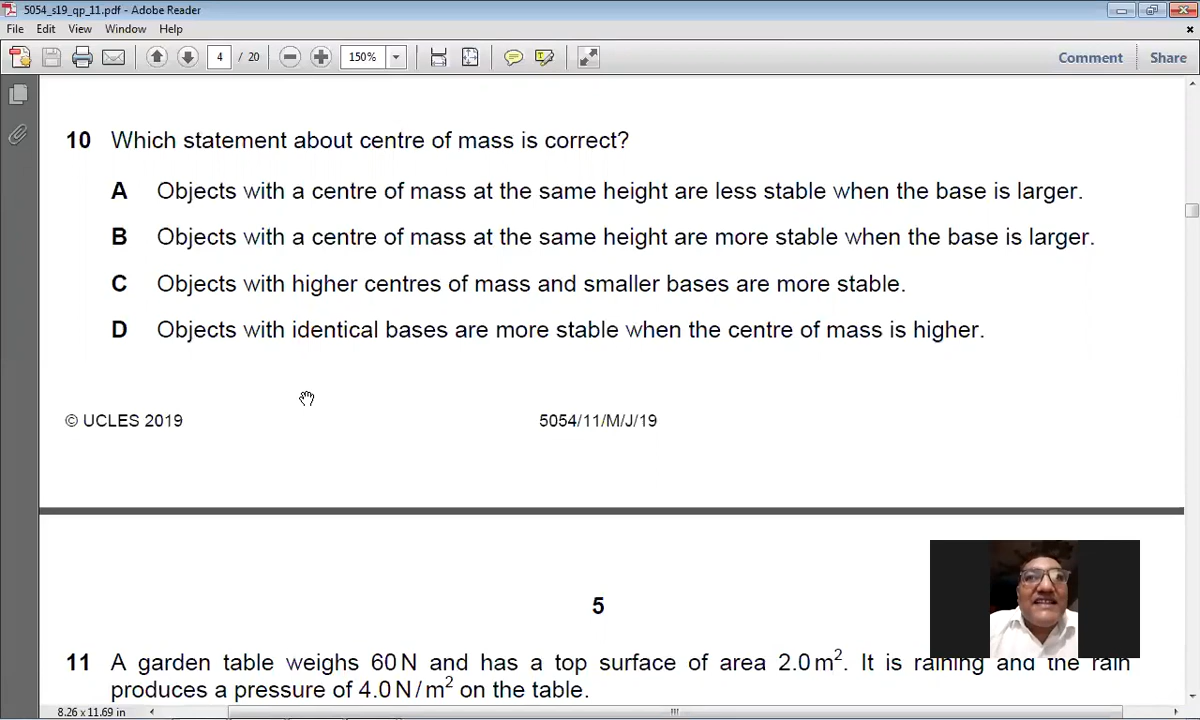 5054_s19_qp_11.pdf - Adobe Reader
File Edit View Window Help
4 / 20 150% Comment Share
10 Which statement about centre of mass is correct?
A Objects with a centre of mass at the same height are less stable when the base is larger.
B Objects with a centre of mass at the same height are more stable when the base is larger.
C Objects with higher centres of mass and smaller bases are more stable.
D Objects with identical bases are more stable when the centre of mass is higher.
© UCLES 2019 5054/11/M/J/19
5
11 A garden table weighs 60 N and has a top surface of area 2.0 m². It is raining and the rain
produces a pressure of 4.0 N / m² on the table.
8.26 x 11.69 in